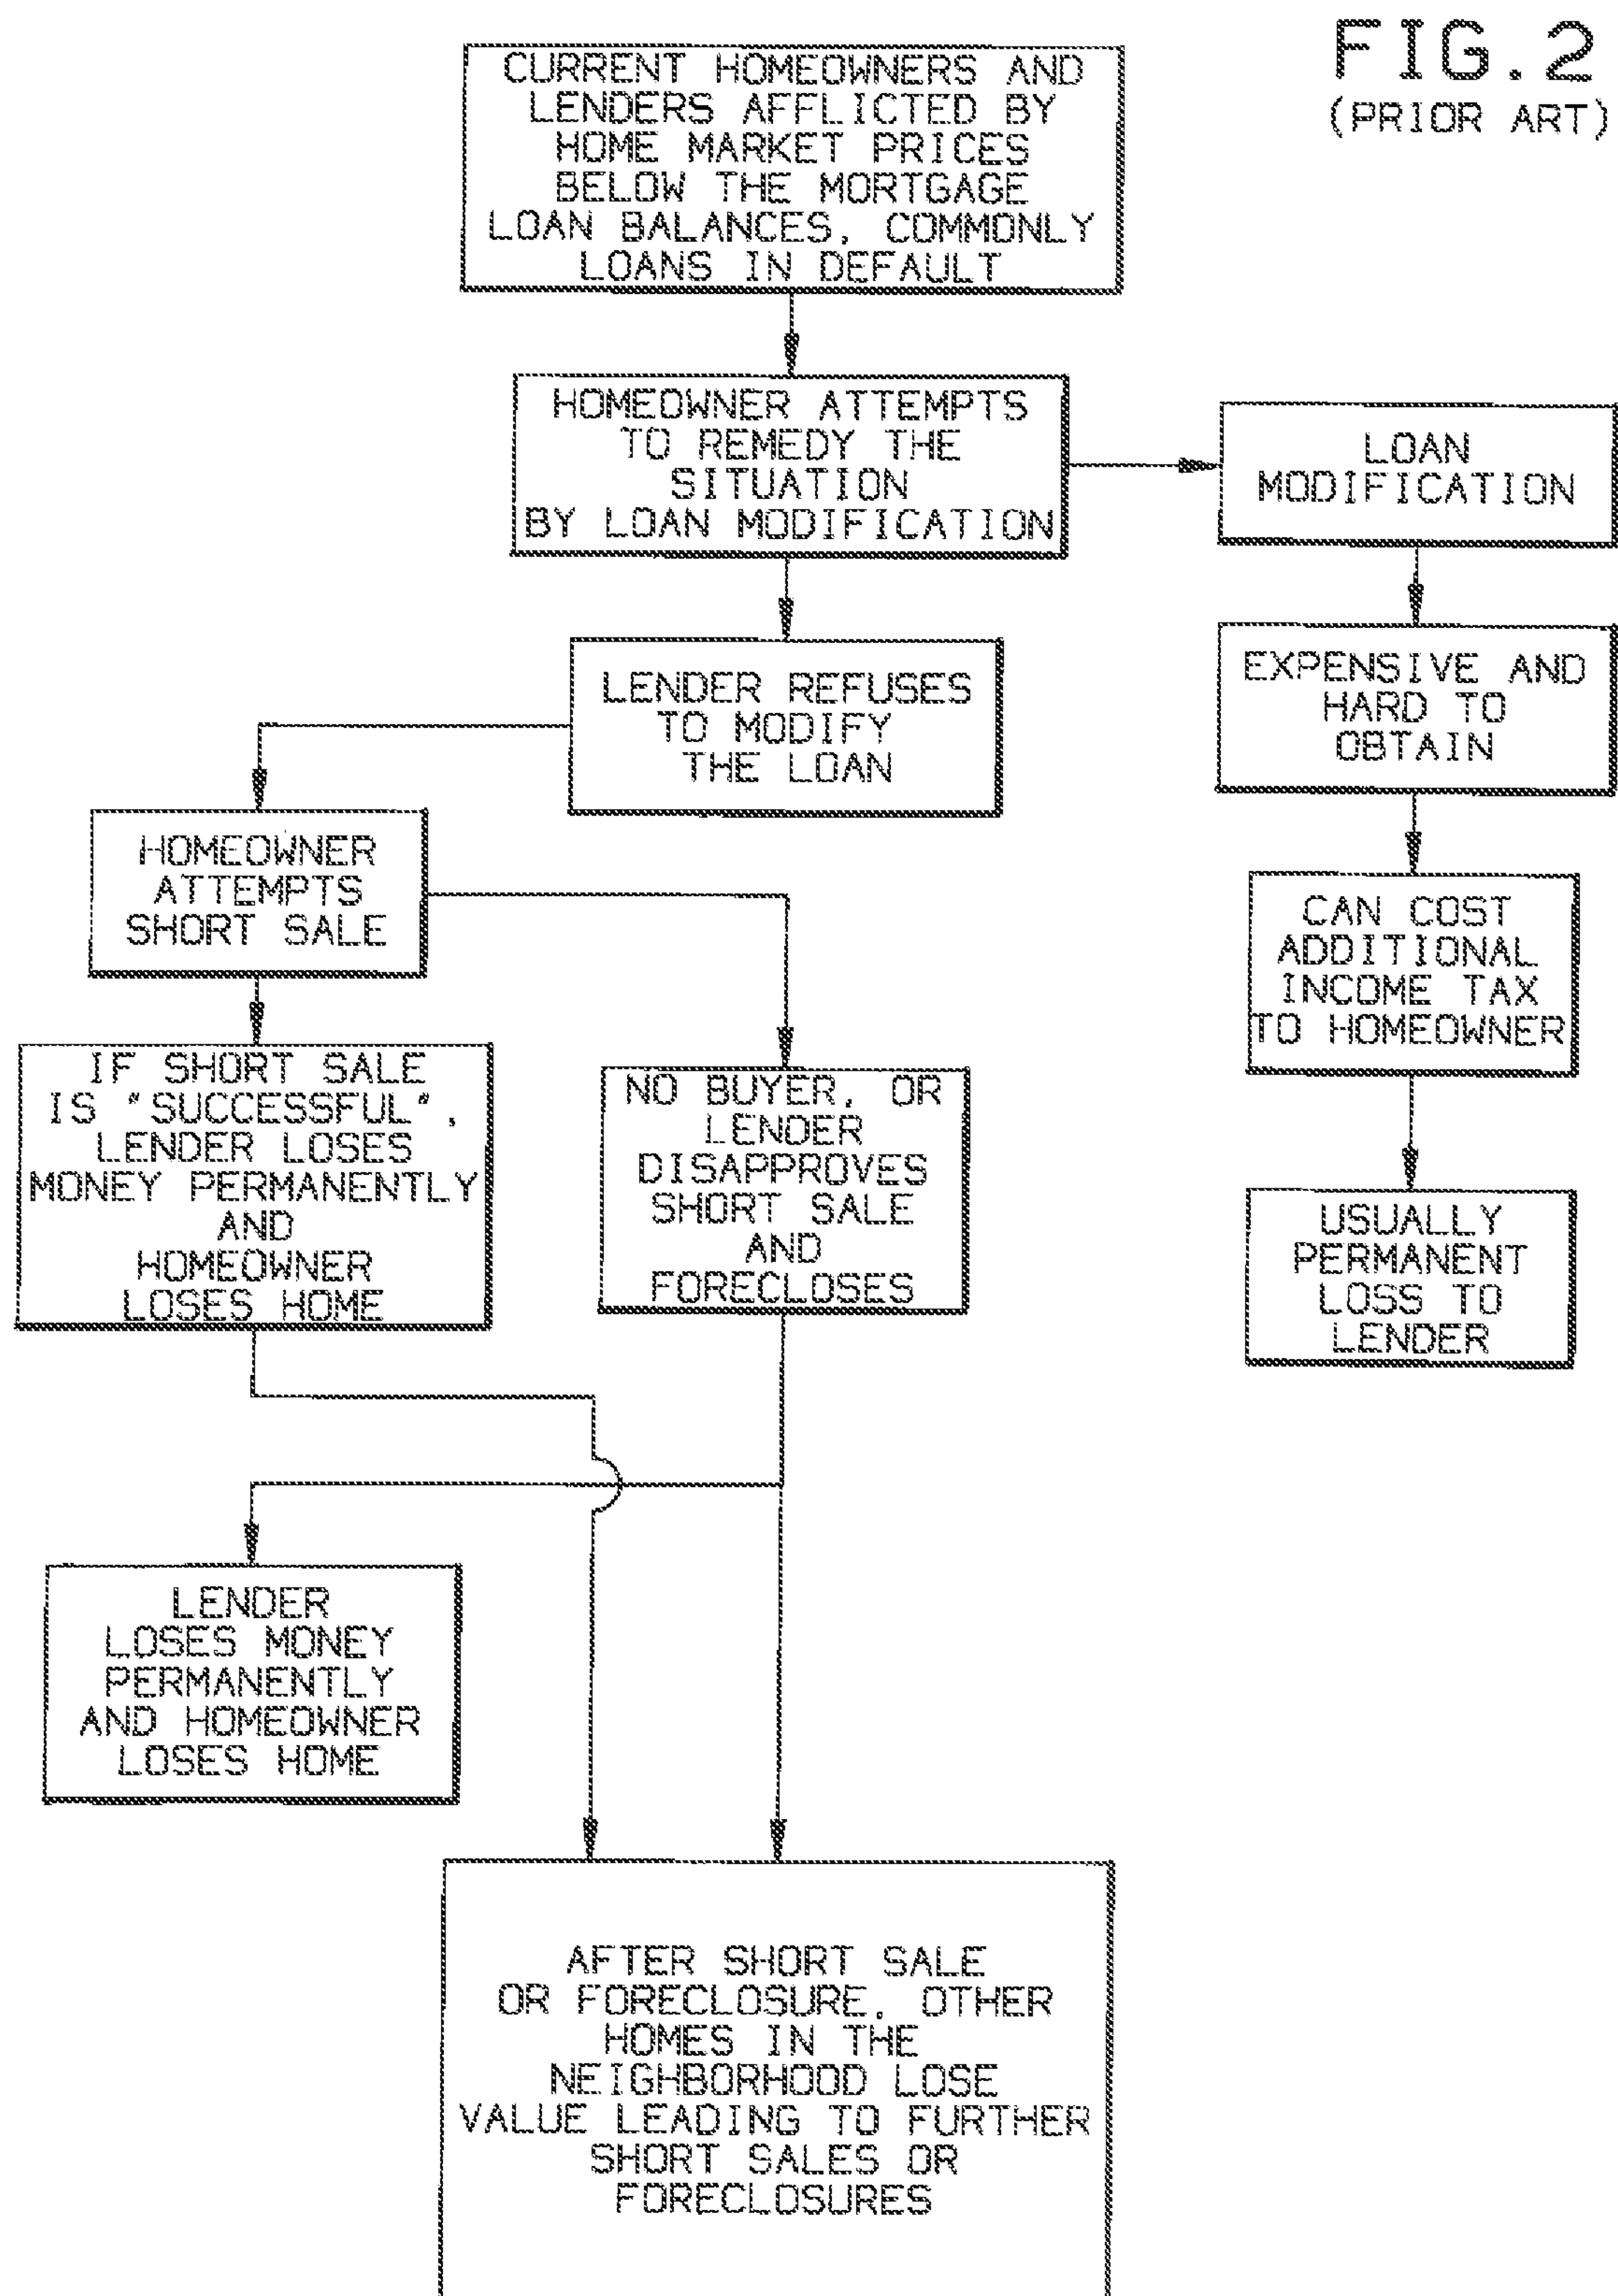 FIG.2
(PRIOR ART)
CURRENT HOMEOWNERS AND
LENDERS AFFLICTED BY
HOME MARKET PRICES
BELOW THE MORTGAGE
LOAN BALANCES, COMMONLY
LOANS IN DEFAULT
HOMEOWNER ATTEMPTS
TO REMEDY THE
SITUATION
BY LOAN MODIFICATION
LOAN
MODIFICATION
LENDER REFUSES
TO MODIFY
THE LOAN
EXPENSIVE AND
HARD TO
OBTAIN
HOMEOWNER
ATTEMPTS
SHORT SALE
CAN COST
ADDITIONAL
INCOME TAX
TO HOMEOWNER
IF SHORT SALE
IS "SUCCESSFUL",
LENDER LOSES
MONEY PERMANENTLY
AND
HOMEOWNER
LOSES HOME
NO BUYER, OR
LENDER
DISAPPROVES
SHORT SALE
AND
FORECLOSES
USUALLY
PERMANENT
LOSS TO
LENDER
LENDER
LOSES MONEY
PERMANENTLY
AND HOMEOWNER
LOSES HOME
AFTER SHORT SALE
OR FORECLOSURE, OTHER
HOMES IN THE
NEIGHBORHOOD LOSE
VALUE LEADING TO FURTHER
SHORT SALES OR
FORECLOSURES